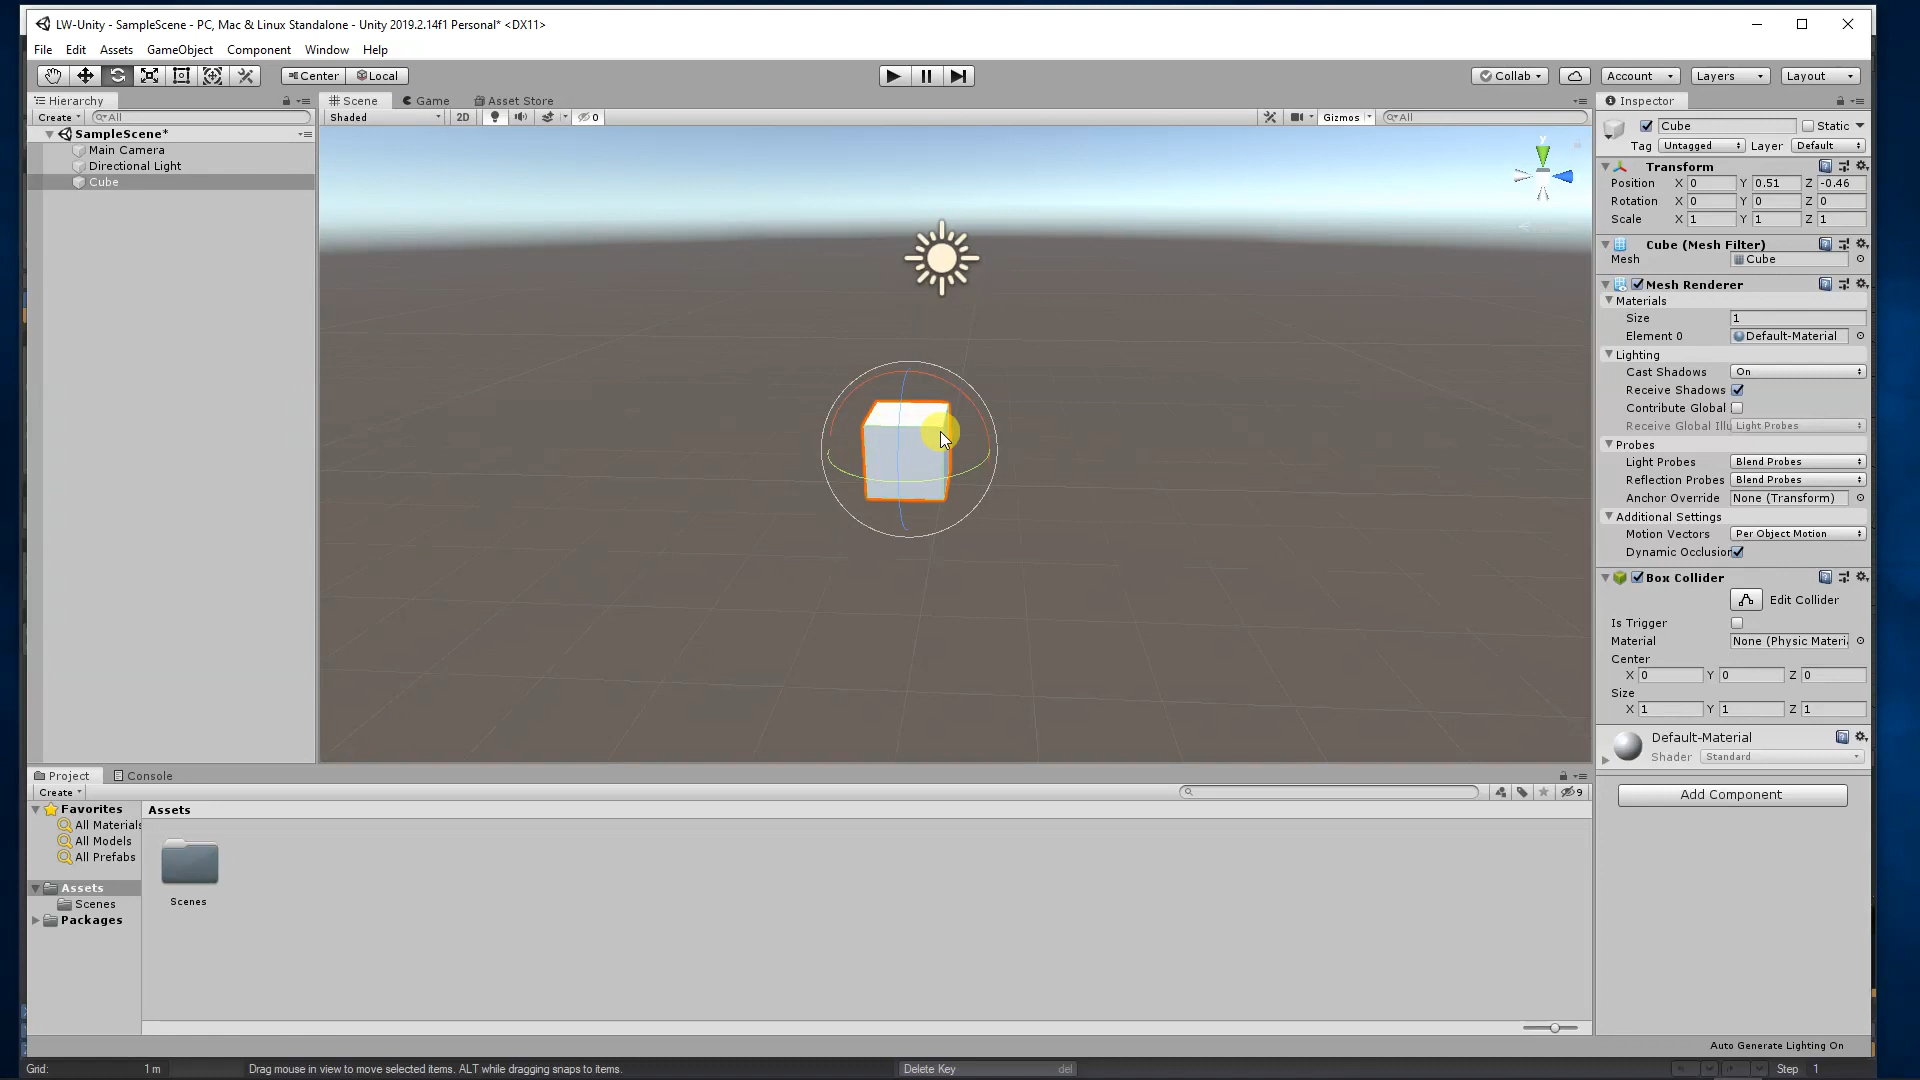 LW-Unity - SampleScene - PC, Mac & Linux Standalone - Unity 2019.2.14f1 Personal* <DX11>
File Edit Assets GameObject Component Window Help
Center Local Collab Account Layers Layout
Hierarchy
Create All
SampleScene*
Main Camera
Directional Light
Cube
Scene Game Asset Store
Shaded 2D 0 Gizmos All
y
Inspector
Cube Static
Tag Untagged Layer Default
Transform
Position X 0 Y 0.51 Z -0.46
Rotation X 0 Y 0 Z 0
Scale X 1 Y 1 Z 1
Cube (Mesh Filter)
Mesh Cube
Mesh Renderer
Materials
Size 1
Element 0 Default-Material
Lighting
Cast Shadows On
Receive Shadows
Contribute Global
Receive Global Illu Light Probes
Probes
Light Probes Blend Probes
Reflection Probes Blend Probes
Anchor Override None (Transform)
Additional Settings
Motion Vectors Per Object Motion
Dynamic Occlusion
Box Collider
Edit Collider
Is Trigger
Material None (Physic Materi
Center
X 0 Y 0 Z 0
Size
X 1 Y 1 Z 1
Default-Material
Shader Standard
Add Component
Project Console
Create 9
Favorites
All Materials
All Models
All Prefabs
Assets
Scenes
Packages
Assets
Scenes
Auto Generate Lighting On
Grid: 1 m Drag mouse in view to move selected items. ALT while dragging snaps to items. Delete Key del Step 1